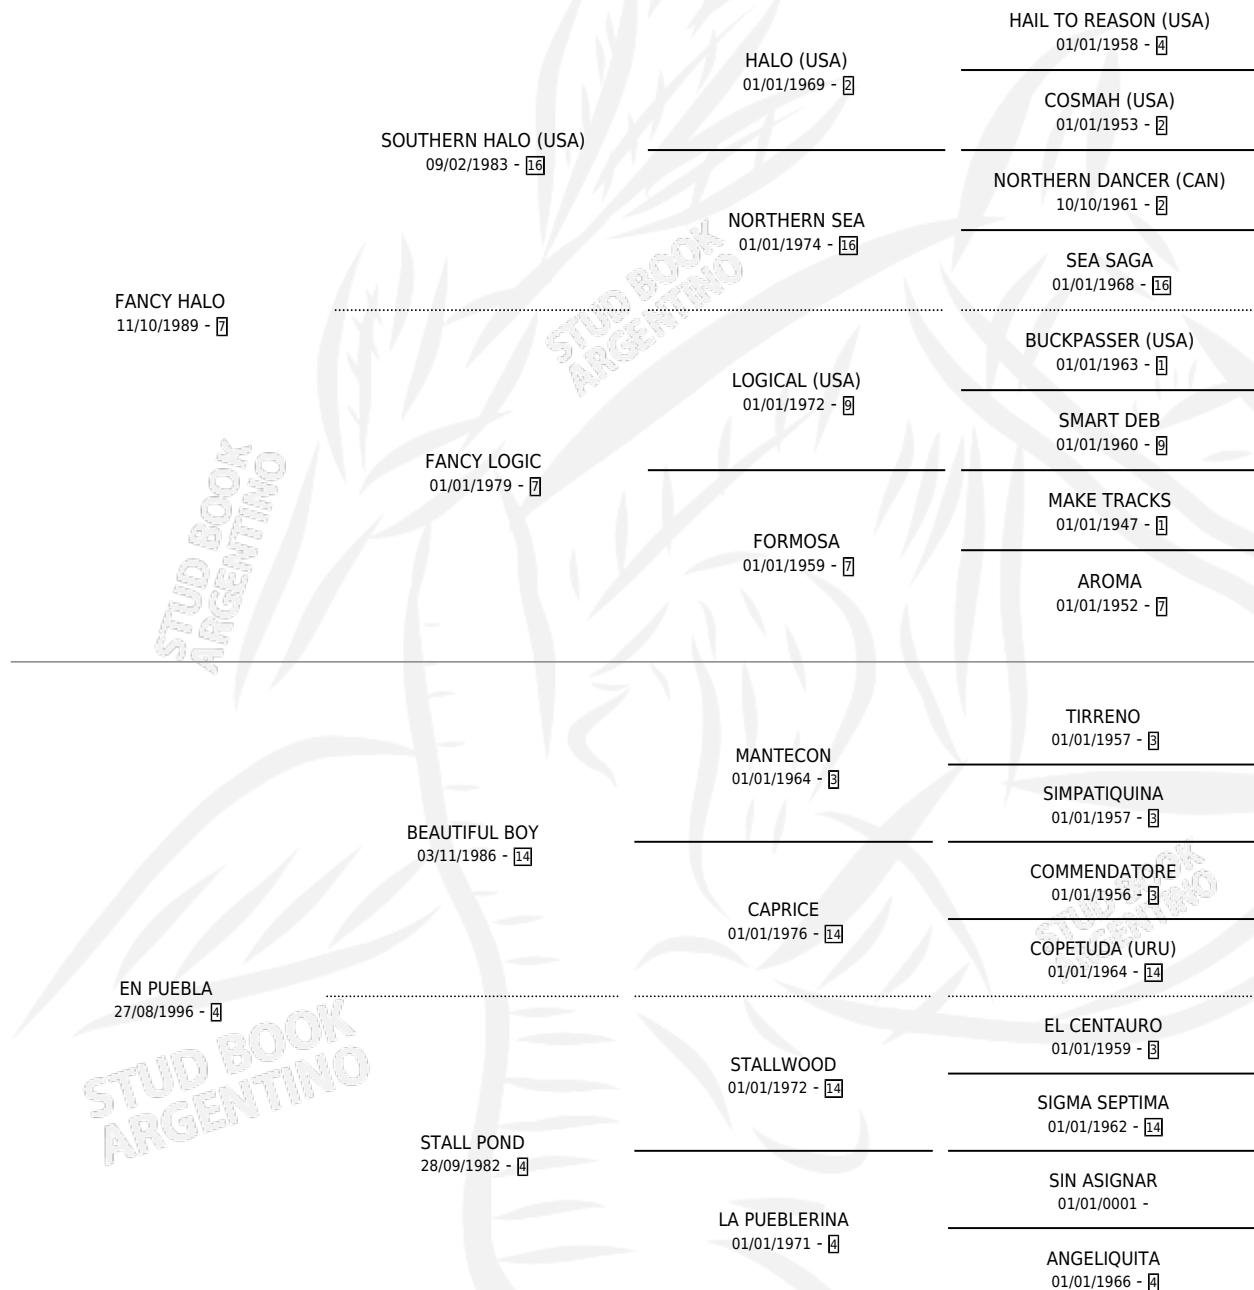 HAIL TO REASON (USA)
01/01/1958 - 4
HALO (USA)
01/01/1969 - 2
COSMAH (USA)
01/01/1953 - 2
SOUTHERN HALO (USA)
09/02/1983 - 16
NORTHERN DANCER (CAN)
10/10/1961 - 2
NORTHERN SEA
01/01/1974 - 16
SEA SAGA
01/01/1968 - 16
FANCY HALO
11/10/1989 - 7
STUD BOOK
ARGENTINO
BUCKPASSER (USA)
01/01/1963 - 1
LOGICAL (USA)
01/01/1972 - 9
SMART DEB
01/01/1960 - 9
FANCY LOGIC
01/01/1979 - 7
MAKE TRACKS
01/01/1947 - 1
FORMOSA
01/01/1959 - 7
AROMA
01/01/1952 - 7
STUD BOOK
ARGENTINO
TIRRENO
01/01/1957 - 3
MANTECON
01/01/1964 - 3
SIMPATIQUINA
01/01/1957 - 3
BEAUTIFUL BOY
03/11/1986 - 14
COMMENDATORE
01/01/1956 - 3
CAPRICE
01/01/1976 - 14
COPETUDA (URU)
01/01/1964 - 14
STUD BOOK
ARGENTINO
EN PUEBLA
27/08/1996 - 4
EL CENTAURO
01/01/1959 - 3
STALLWOOD
01/01/1972 - 14
SIGMA SEPTIMA
01/01/1962 - 14
STUD BOOK
ARGENTINO
STALL POND
28/09/1982 - 4
SIN ASIGNAR
01/01/0001 -
LA PUEBLERINA
01/01/1971 - 4
ANGELIQUITA
01/01/1966 - 4